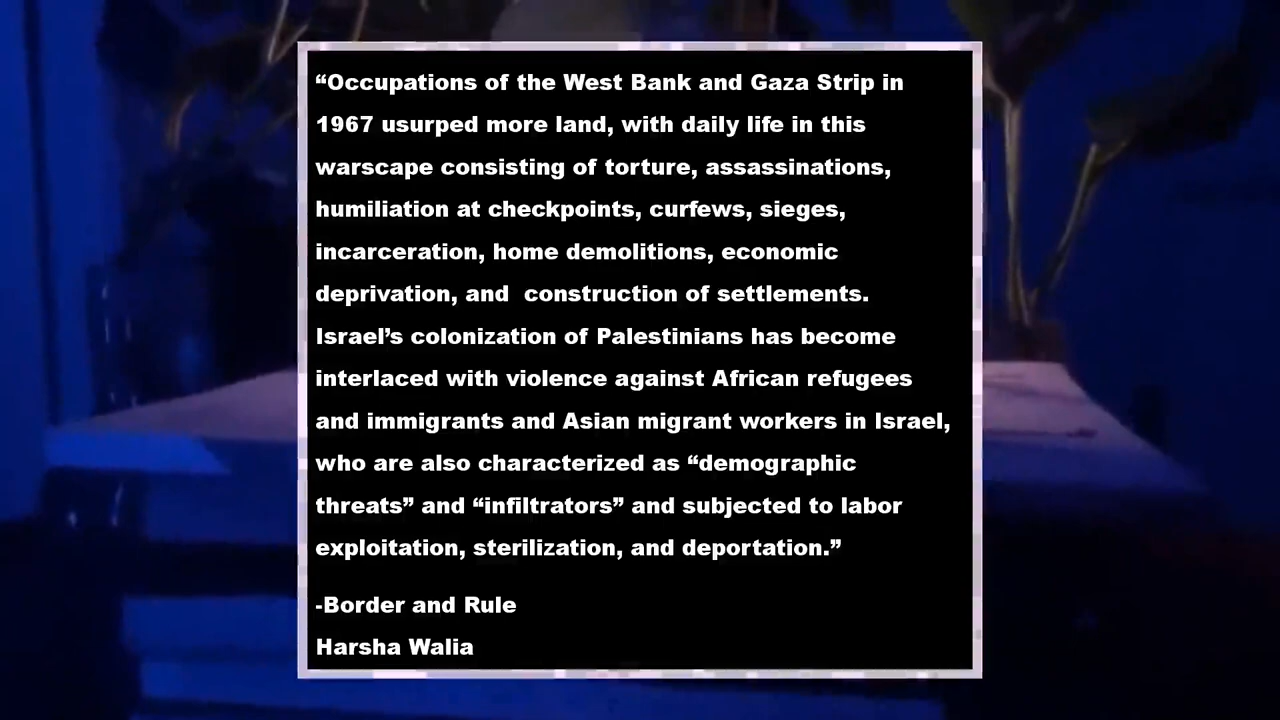 “Occupations of the West Bank and Gaza Strip in
1967 usurped more land, with daily life in this
warscape consisting of torture, assassinations,
humiliation at checkpoints, curfews, sieges,
incarceration, home demolitions, economic
deprivation, and  construction of settlements.
Israel’s colonization of Palestinians has become
interlaced with violence against African refugees
and immigrants and Asian migrant workers in Israel,
who are also characterized as “demographic
threats” and “infiltrators” and subjected to labor
exploitation, sterilization, and deportation.”
-Border and Rule
Harsha Walia